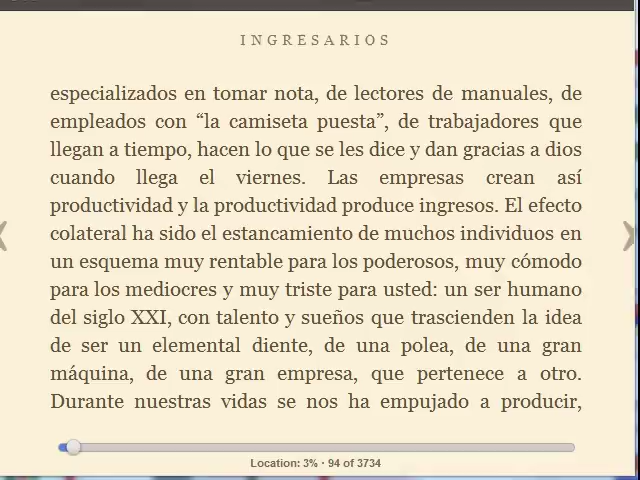 INGRESARIOS
especializados en tomar nota, de lectores de manuales, de
empleados con “la camiseta puesta”, de trabajadores que
llegan a tiempo, hacen lo que se les dice y dan gracias a dios
cuando llega el viernes. Las empresas crean así
productividad y la productividad produce ingresos. El efecto
colateral ha sido el estancamiento de muchos individuos en
un esquema muy rentable para los poderosos, muy cómodo
para los mediocres y muy triste para usted: un ser humano
del siglo XXI, con talento y sueños que trascienden la idea
de ser un elemental diente, de una polea, de una gran
máquina, de una gran empresa, que pertenece a otro.
Durante nuestras vidas se nos ha empujado a producir,
Location: 3% · 94 of 3734